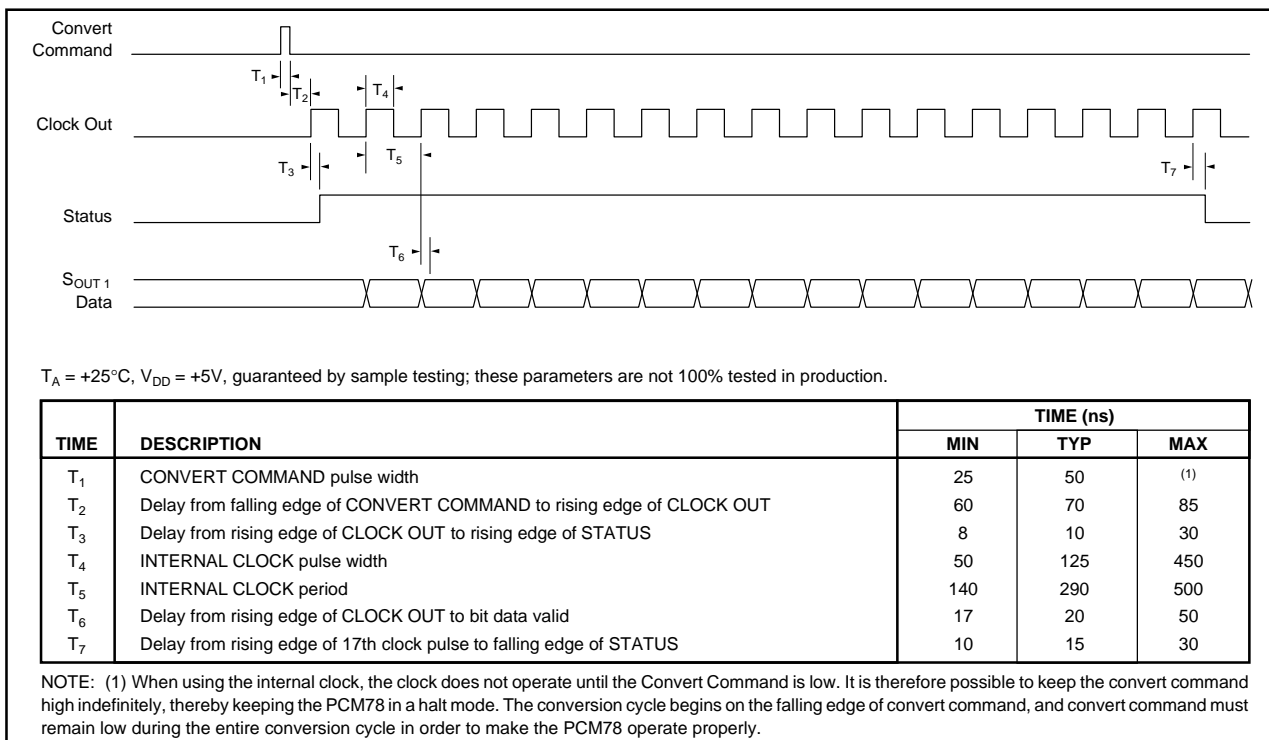 Convert
Command
T1
T2
T4
Clock Out
T3
T5
T7
Status
T6
SOUT 1
Data
TA = +25°C, VDD = +5V, guaranteed by sample testing; these parameters are not 100% tested in production.
TIME (ns)
TIME DESCRIPTION MIN TYP MAX
T1 CONVERT COMMAND pulse width 25 50 (1)
T2 Delay from falling edge of CONVERT COMMAND to rising edge of CLOCK OUT 60 70 85
T3 Delay from rising edge of CLOCK OUT to rising edge of STATUS 8 10 30
T4 INTERNAL CLOCK pulse width 50 125 450
T5 INTERNAL CLOCK period 140 290 500
T6 Delay from rising edge of CLOCK OUT to bit data valid 17 20 50
T7 Delay from rising edge of 17th clock pulse to falling edge of STATUS 10 15 30
NOTE: (1) When using the internal clock, the clock does not operate until the Convert Command is low. It is therefore possible to keep the convert command
high indefinitely, thereby keeping the PCM78 in a halt mode. The conversion cycle begins on the falling edge of convert command, and convert command must
remain low during the entire conversion cycle in order to make the PCM78 operate properly.